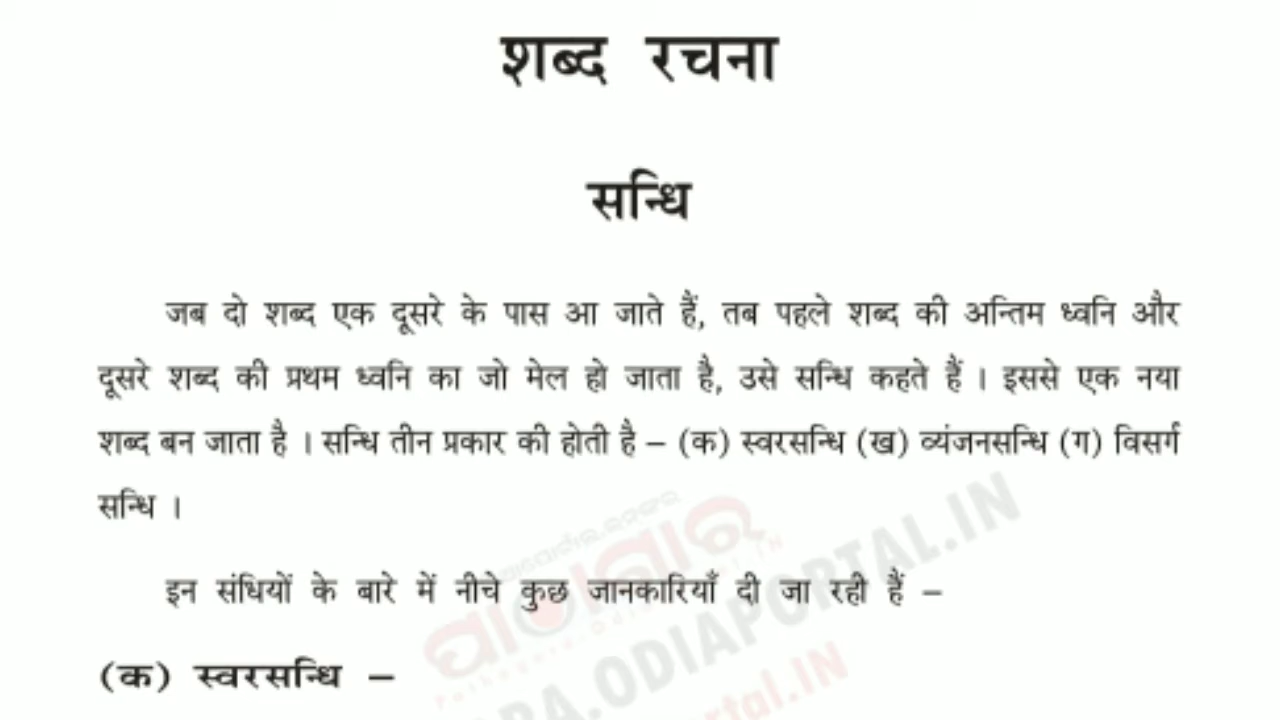 शब्द रचना
सन्धि
जब दो शब्द एक दूसरे के पास आ जाते हैं, तब पहले शब्द की अन्तिम ध्वनि और
दूसरे शब्द की प्रथम ध्वनि का जो मेल हो जाता है, उसे सन्धि कहते हैं । इससे एक नया
शब्द बन जाता है । सन्धि तीन प्रकार की होती है – (क) स्वरसन्धि (ख) व्यंजनसन्धि (ग) विसर्ग
सन्धि ।
इन संधियों के बारे में नीचे कुछ जानकारियाँ दी जा रही हैं –
(क) स्वरसन्धि –